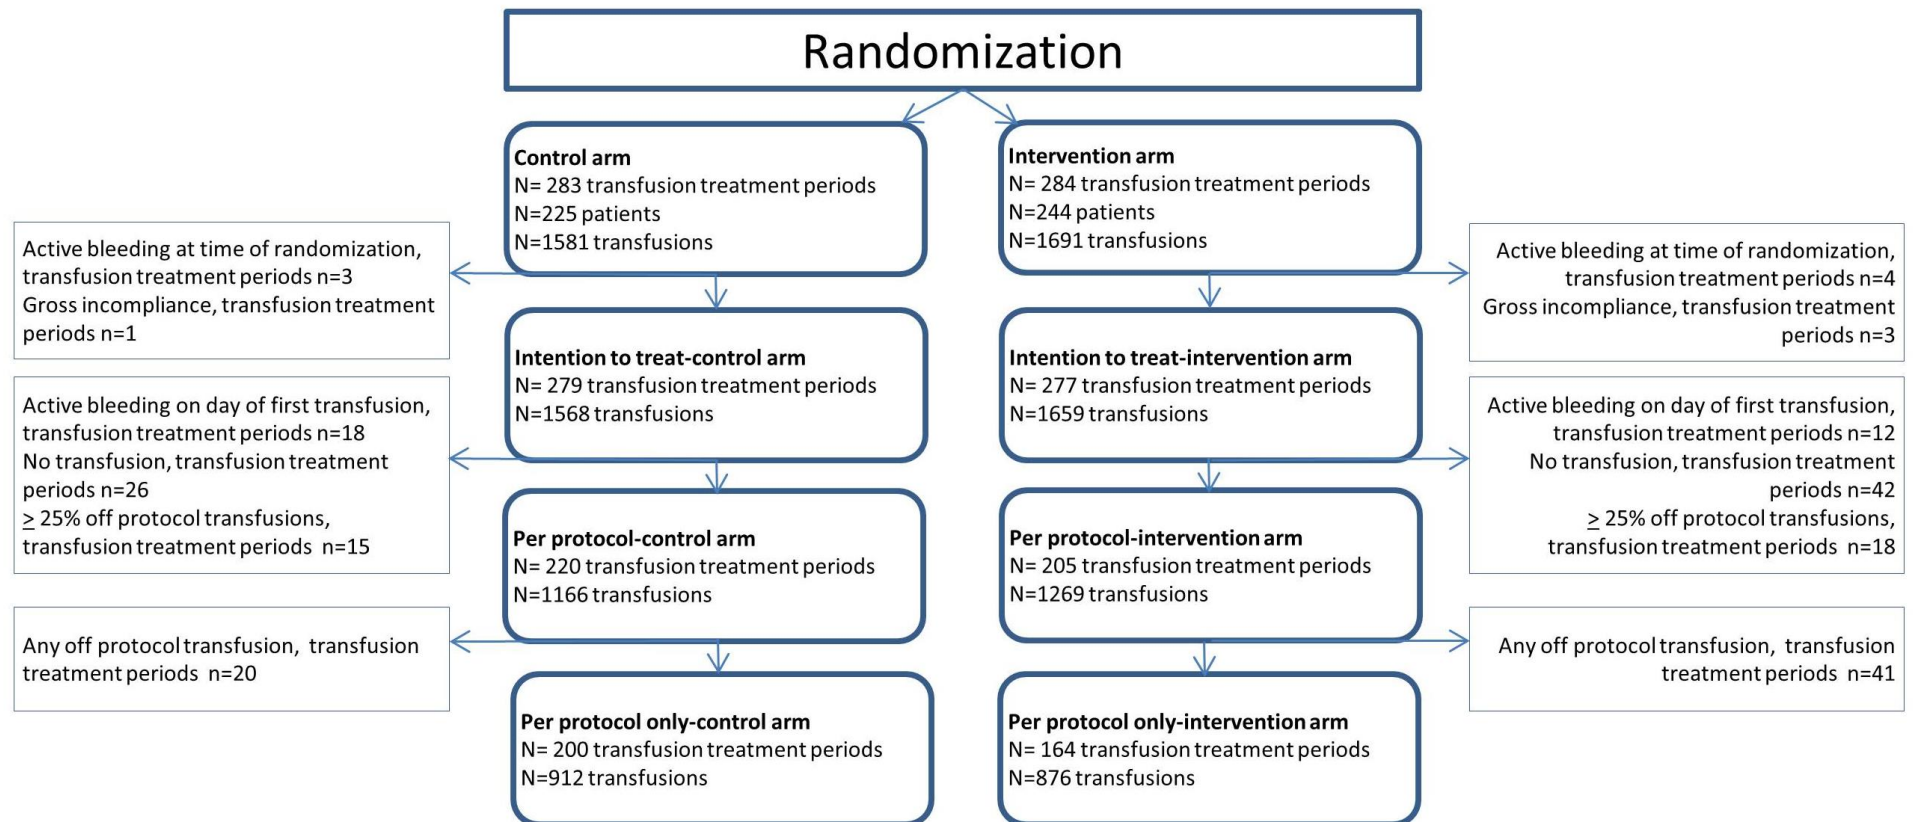 Randomization
Control arm
N= 283 transfusion treatment periods
N=225 patients
N=1581 transfusions
Intervention arm
N= 284 transfusion treatment periods
N=244 patients
N=1691 transfusions
Active bleeding at time of randomization,
transfusion treatment periods n=3
Gross incompliance, transfusion treatment
periods n=1
Active bleeding at time of randomization,
transfusion treatment periods n=4
Gross incompliance, transfusion treatment
periods n=3
Intention to treat-control arm
N= 279 transfusion treatment periods
N=1568 transfusions
Intention to treat-intervention arm
N= 277 transfusion treatment periods
N=1659 transfusions
Active bleeding on day of first transfusion,
transfusion treatment periods n=18
No transfusion, transfusion treatment
periods n=26
≥ 25% off protocol transfusions,
transfusion treatment periods n=15
Active bleeding on day of first transfusion,
transfusion treatment periods n=12
No transfusion, transfusion treatment
periods n=42
≥ 25% off protocol transfusions,
transfusion treatment periods n=18
Per protocol-control arm
N= 220 transfusion treatment periods
N=1166 transfusions
Per protocol-intervention arm
N= 205 transfusion treatment periods
N=1269 transfusions
Any off protocol transfusion, transfusion
treatment periods n=20
Any off protocol transfusion, transfusion
treatment periods n=41
Per protocol only-control arm
N= 200 transfusion treatment periods
N=912 transfusions
Per protocol only-intervention arm
N= 164 transfusion treatment periods
N=876 transfusions